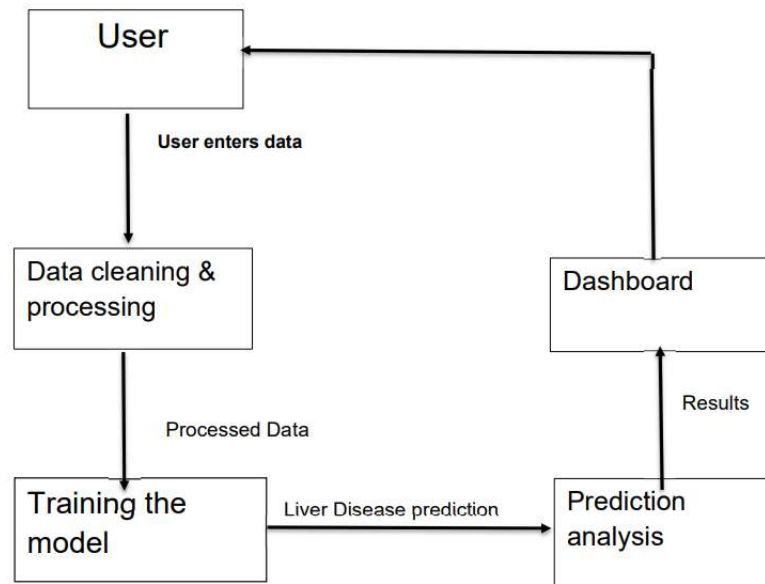 User
User enters data
Data cleaning &
processing
Dashboard
Results
Processed Data
Training the
model
Liver Disease prediction
Prediction
analysis